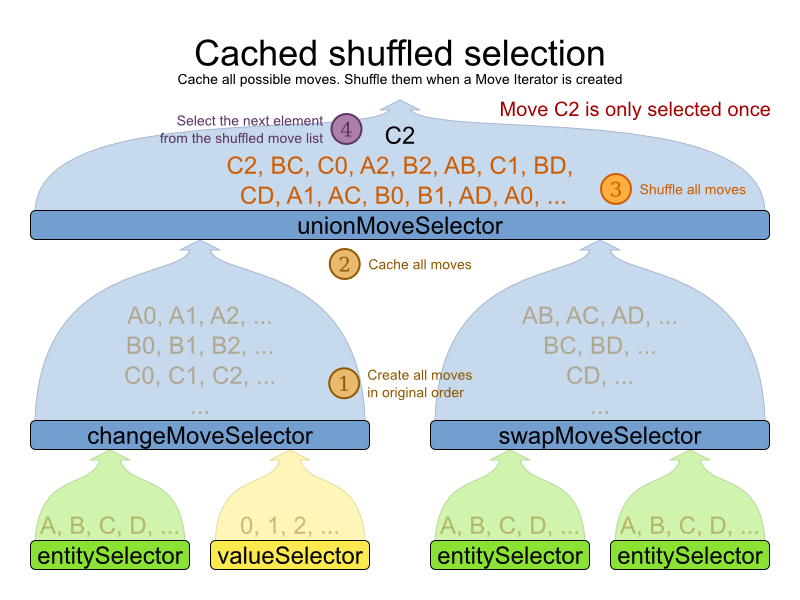 Cached shuffled selection
Cache all possible moves. Shuffle them when a Move Iterator is created
Move C2 is only selected once
Select the next element
from the shuffled move list
4
C2
C2, BC, C0, A2, B2, AB, C1, BD,
CD, A1, AC, B0, B1, AD, A0, ...
3
Shuffle all moves
unionMoveSelector
2
Cache all moves
A0, A1, A2, ...
B0, B1, B2, ...
C0, C1, C2, ...
...
AB, AC, AD, ...
BC, BD, ...
CD, ...
...
1
Create all moves
in original order
changeMoveSelector
swapMoveSelector
A, B, C, D, ...
0, 1, 2, ...
A, B, C, D, ...
A, B, C, D, ...
entitySelector
valueSelector
entitySelector
entitySelector